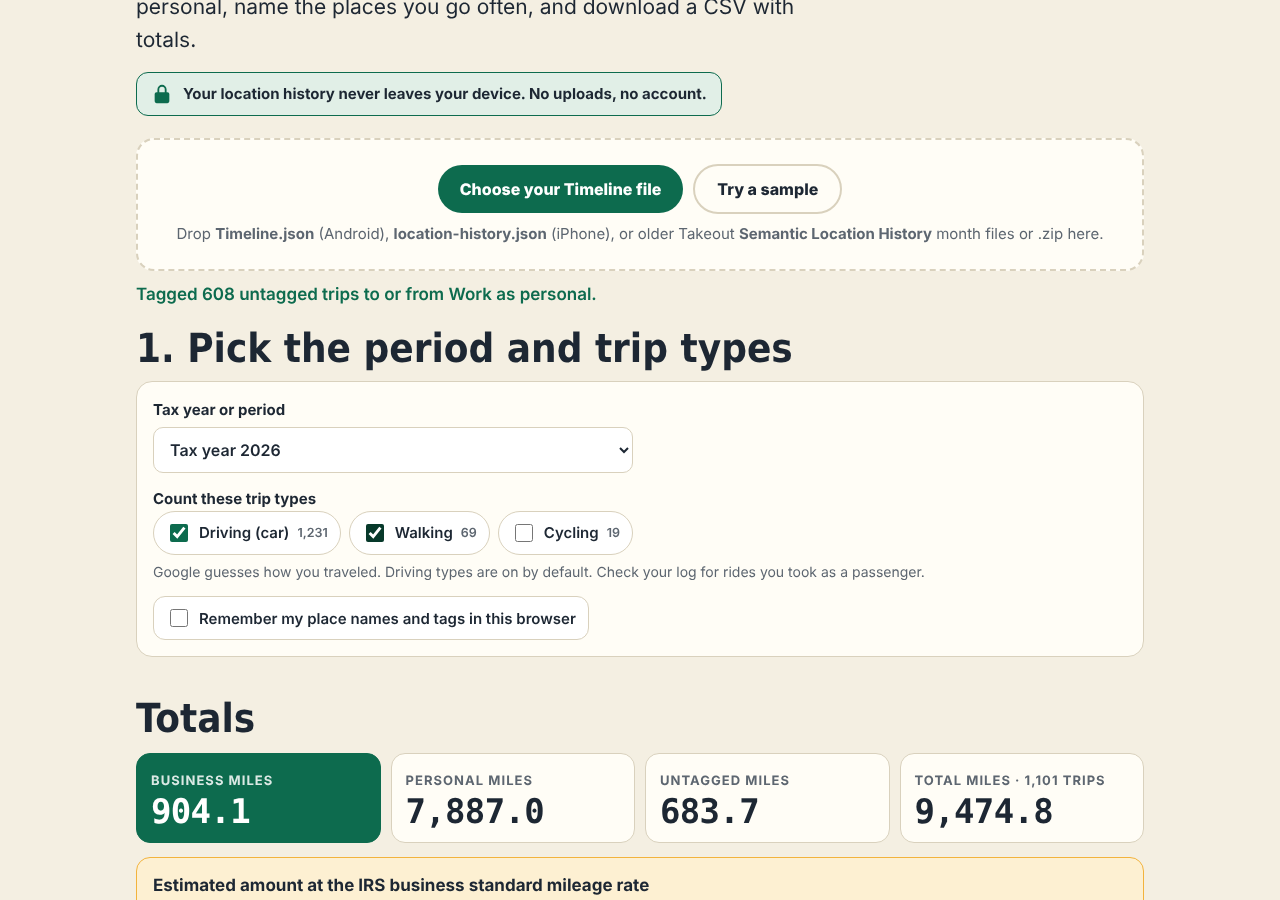 personal, name the places you go often, and download a CSV with
totals.
Your location history never leaves your device. No uploads, no account.
Choose your Timeline file
Try a sample
Drop Timeline.json (Android), location-history.json (iPhone), or older Takeout Semantic Location History month files or .zip here.
Tagged 608 untagged trips to or from Work as personal.
1. Pick the period and trip types
Tax year or period
Tax year 2026
Count these trip types
Driving (car) 1,231
Walking 69
Cycling 19
Google guesses how you traveled. Driving types are on by default. Check your log for rides you took as a passenger.
Remember my place names and tags in this browser
Totals
BUSINESS MILES
904.1
PERSONAL MILES
7,887.0
UNTAGGED MILES
683.7
TOTAL MILES · 1,101 TRIPS
9,474.8
Estimated amount at the IRS business standard mileage rate